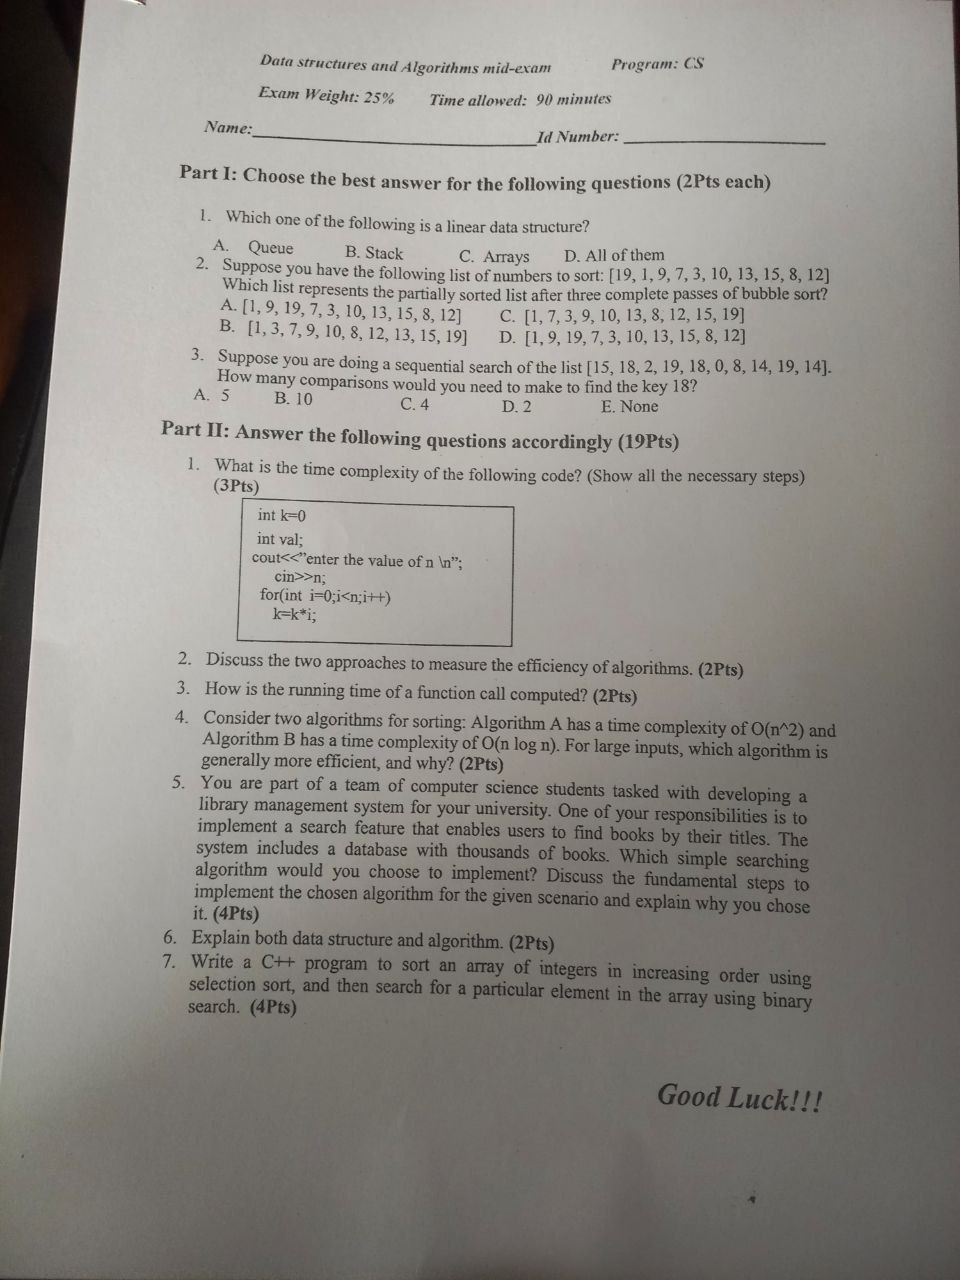 Data structures and Algorithms mid-exam Program: CS
Exam Weight: 25% Time allowed: 90 minutes
Name:_______________ Id Number: _______________
Part I: Choose the best answer for the following questions (2Pts each)
1. Which one of the following is a linear data structure?
A. Queue B. Stack C. Arrays D. All of them
2. Suppose you have the following list of numbers to sort: [19, 1, 9, 7, 3, 10, 13, 15, 8, 12]
Which list represents the partially sorted list after three complete passes of bubble sort?
A. [1, 9, 19, 7, 3, 10, 13, 15, 8, 12] C. [1, 7, 3, 9, 10, 13, 8, 12, 15, 19]
B. [1, 3, 7, 9, 10, 8, 12, 13, 15, 19] D. [1, 9, 19, 7, 3, 10, 13, 15, 8, 12]
3. Suppose you are doing a sequential search of the list [15, 18, 2, 19, 18, 0, 8, 14, 19, 14].
How many comparisons would you need to make to find the key 18?
A. 5 B. 10 C. 4 D. 2 E. None
Part II: Answer the following questions accordingly (19Pts)
1. What is the time complexity of the following code? (Show all the necessary steps)
(3Pts)
int k=0
int val;
cout<<”enter the value of n \n”;
cin>>n;
for(int i=0;i<n;i++)
k=k*i;
2. Discuss the two approaches to measure the efficiency of algorithms. (2Pts)
3. How is the running time of a function call computed? (2Pts)
4. Consider two algorithms for sorting: Algorithm A has a time complexity of O(n^2) and
Algorithm B has a time complexity of O(n log n). For large inputs, which algorithm is
generally more efficient, and why? (2Pts)
5. You are part of a team of computer science students tasked with developing a
library management system for your university. One of your responsibilities is to
implement a search feature that enables users to find books by their titles. The
system includes a database with thousands of books. Which simple searching
algorithm would you choose to implement? Discuss the fundamental steps to
implement the chosen algorithm for the given scenario and explain why you chose
it. (4Pts)
6. Explain both data structure and algorithm. (2Pts)
7. Write a C++ program to sort an array of integers in increasing order using
selection sort, and then search for a particular element in the array using binary
search. (4Pts)
Good Luck!!!